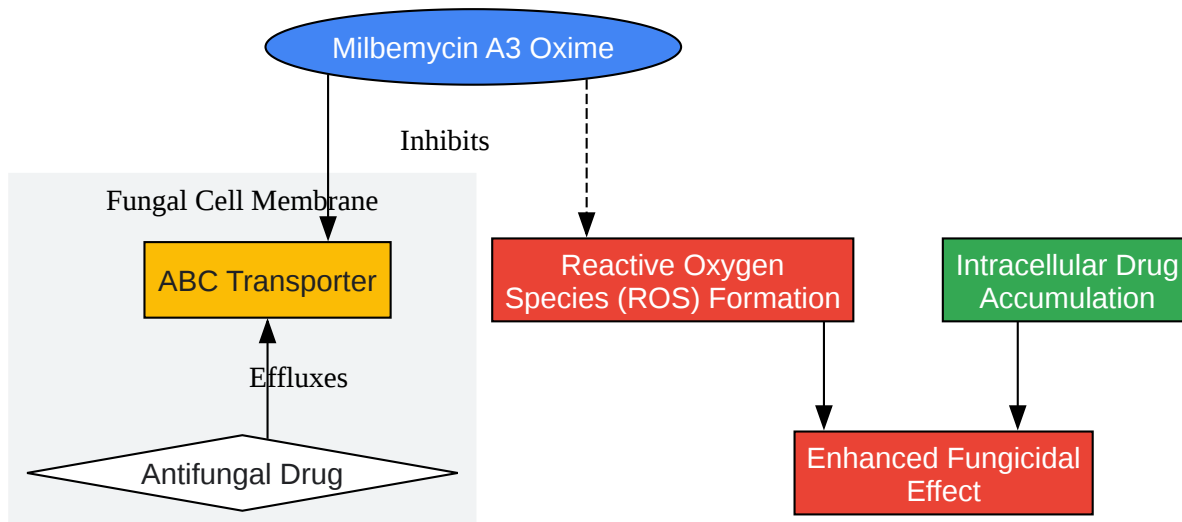 Milbemycin A3 Oxime
Inhibits
Fungal Cell Membrane
ABC Transporter
Reactive Oxygen
Species (ROS) Formation
Intracellular Drug
Accumulation
Effluxes
Antifungal Drug
Enhanced Fungicidal
Effect